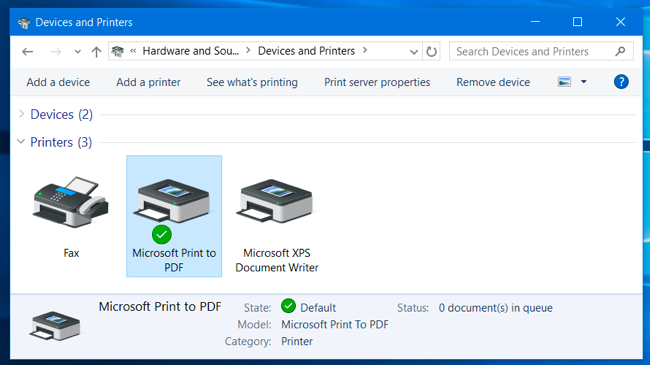 Devices and Printers
« Hardware and Sou... > Devices and Printers >
Search Devices and Printers
Add a device Add a printer See what's printing Print server properties Remove device ?
Devices (2)
Printers (3)
Fax
Microsoft Print to
PDF
Microsoft XPS
Document Writer
Microsoft Print to PDF State: Default Status: 0 document(s) in queue
Model: Microsoft Print To PDF
Category: Printer